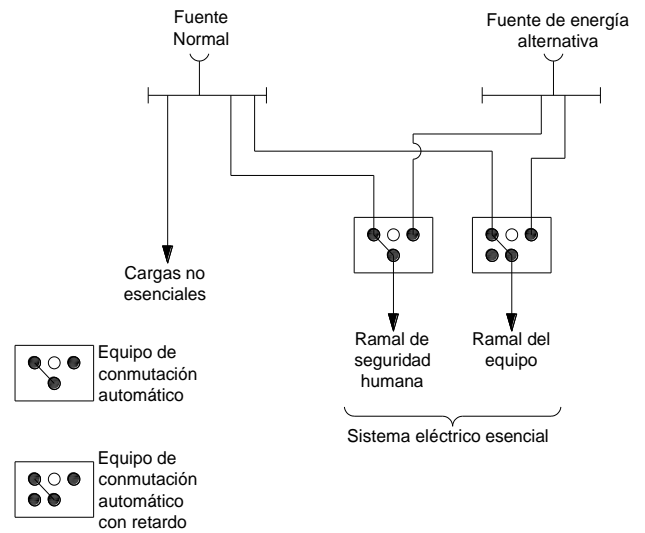 Fuente
Normal
Fuente de energía
alternativa
Cargas no
esenciales
Ramal de
seguridad
humana
Ramal del
equipo
Sistema eléctrico esencial
Equipo de
conmutación
automático
Equipo de
conmutación
automático
con retardo